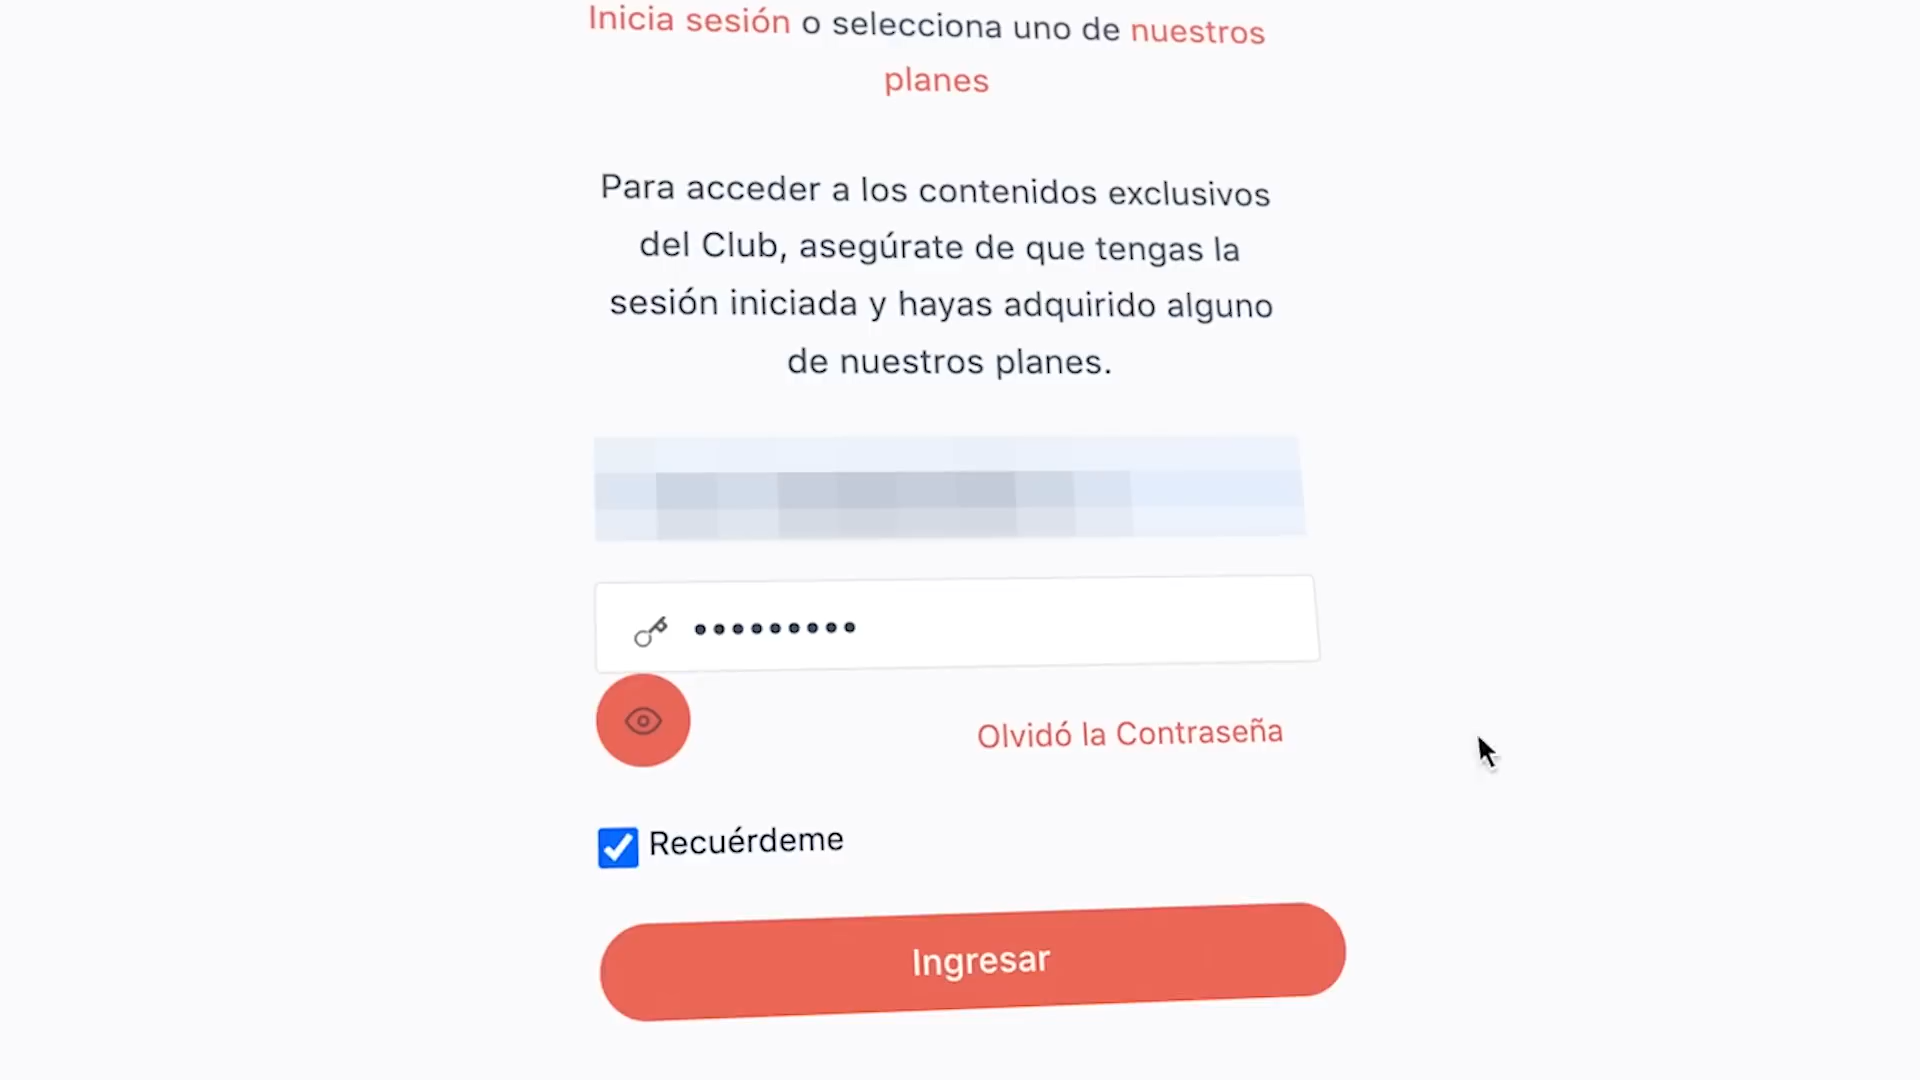 Inicia sesión o selecciona uno de nuestros
planes
Para acceder a los contenidos exclusivos
del Club, asegúrate de que tengas la
sesión iniciada y hayas adquirido alguno
de nuestros planes.
•••••••••
Olvidó la Contraseña
Recuérdeme
Ingresar